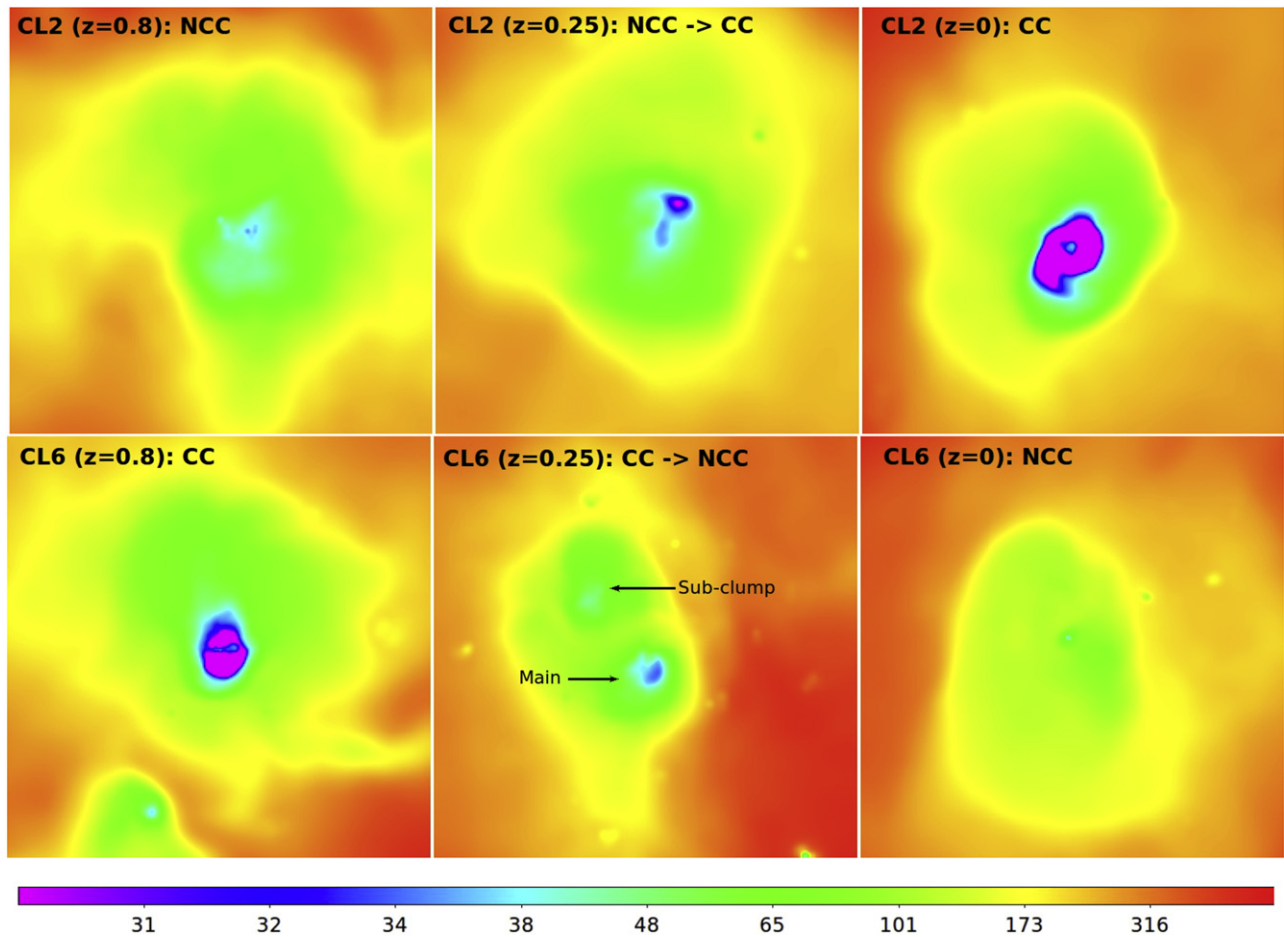 CL2 (z=0.8): NCC
CL2 (z=0.25): NCC -> CC
CL2 (z=0): CC
CL6 (z=0.8): CC
CL6 (z=0.25): CC -> NCC
CL6 (z=0): NCC
Sub-clump
Main
31 32 34 38 48 65 101 173 316